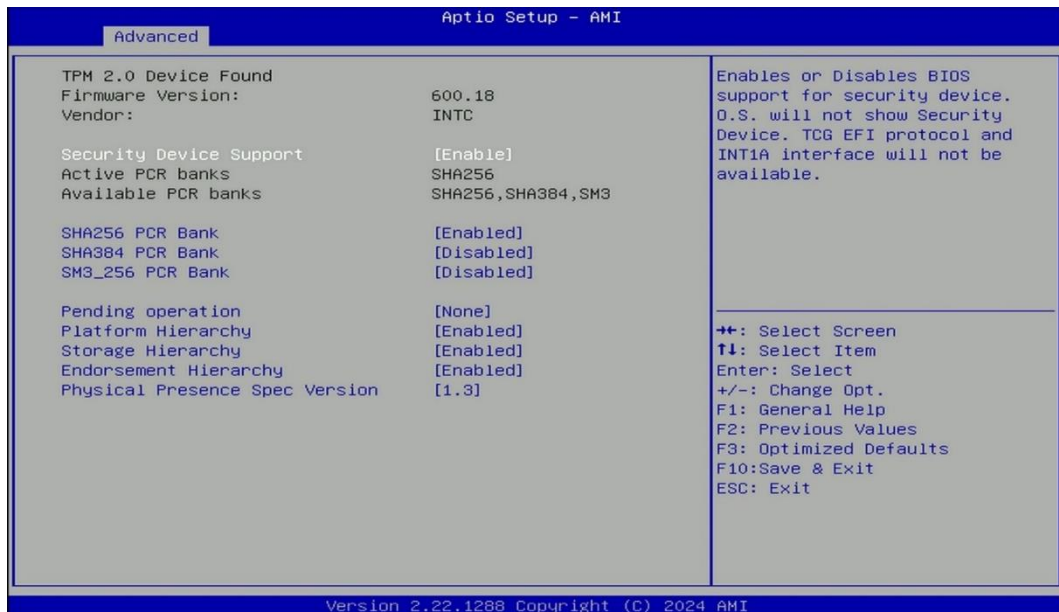 Aptio Setup – AMI
Advanced
TPM 2.0 Device Found
Firmware Version: 600.18
Vendor: INTC
Security Device Support [Enable]
Active PCR banks SHA256
Available PCR banks SHA256,SHA384,SM3
SHA256 PCR Bank [Enabled]
SHA384 PCR Bank [Disabled]
SM3_256 PCR Bank [Disabled]
Pending operation [None]
Platform Hierarchy [Enabled]
Storage Hierarchy [Enabled]
Endorsement Hierarchy [Enabled]
Physical Presence Spec Version [1.3]
Enables or Disables BIOS
support for security device.
O.S. will not show Security
Device. TCG EFI protocol and
INT1A interface will not be
available.
→←: Select Screen
↑↓: Select Item
Enter: Select
+/-: Change Opt.
F1: General Help
F2: Previous Values
F3: Optimized Defaults
F10:Save & Exit
ESC: Exit
Version 2.22.1288 Copyright (C) 2024 AMI